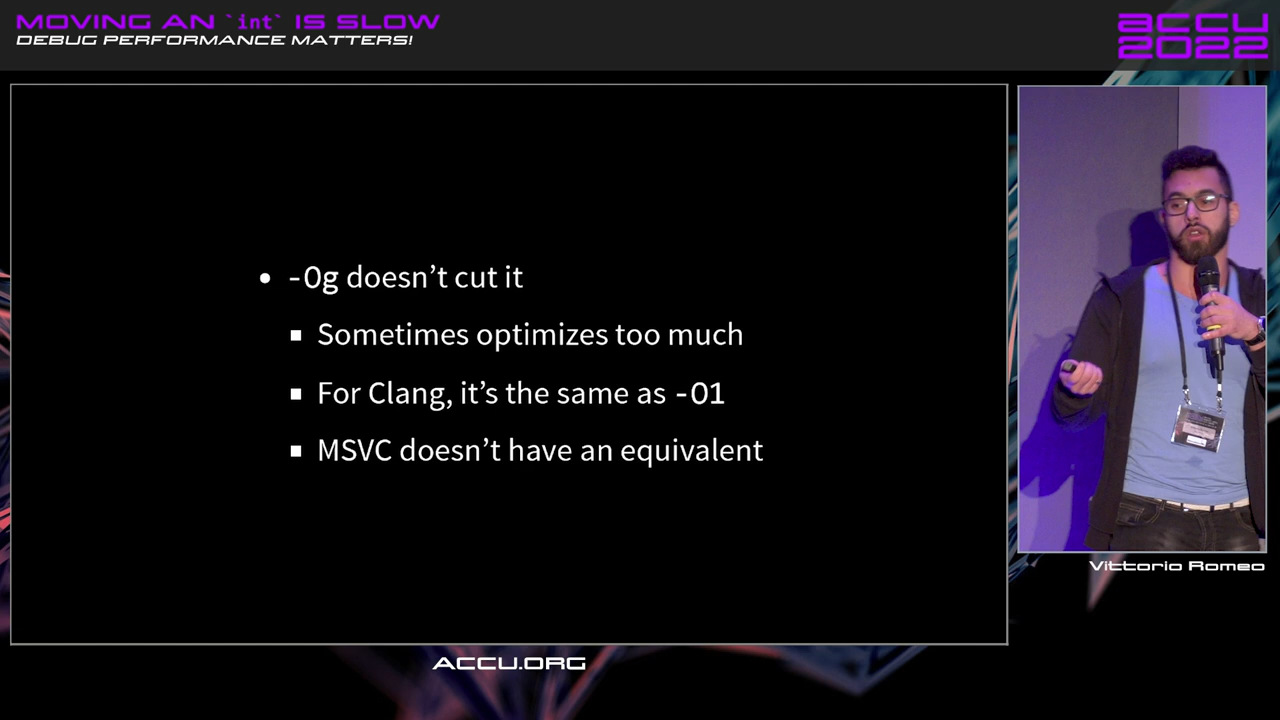 MOVING AN `int` IS SLOW
DEBUG PERFORMANCE MATTERS!
accu
2022
• -Og doesn’t cut it
▪ Sometimes optimizes too much
▪ For Clang, it’s the same as -O1
▪ MSVC doesn’t have an equivalent
Vittorio Romeo
ACCU.ORG